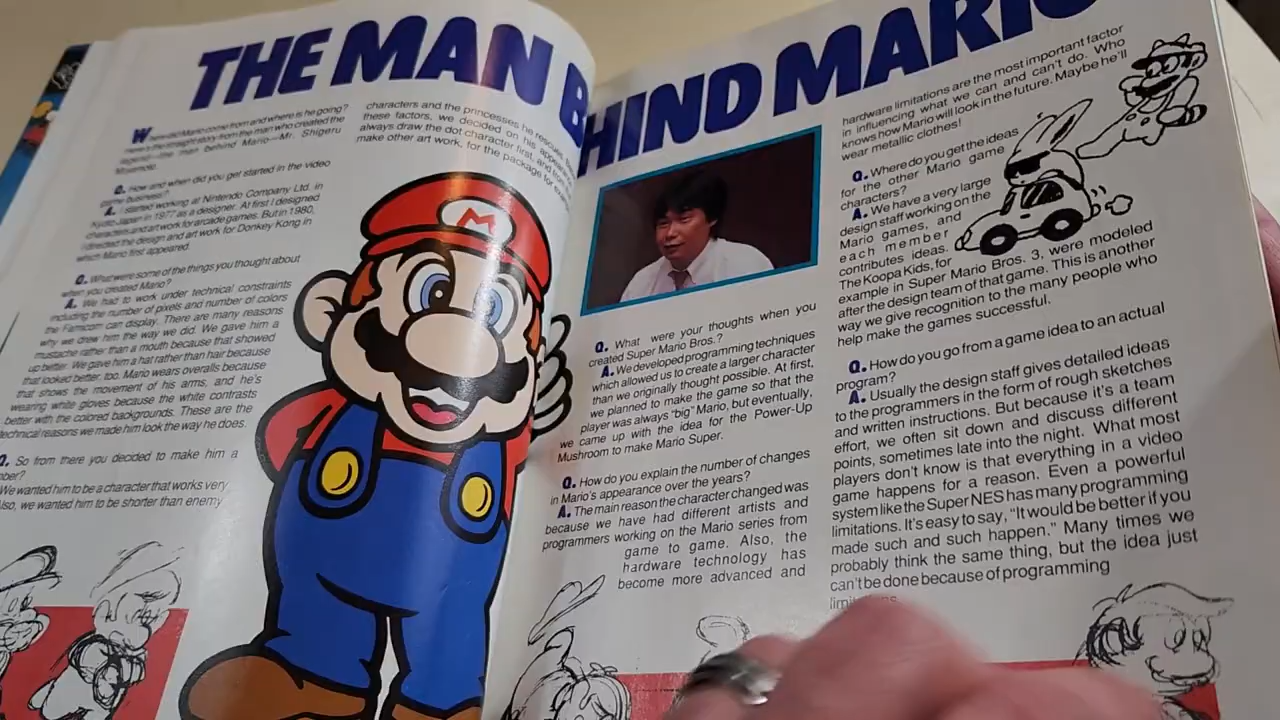 THE MAN BEHIND MARIO
Where did Mario come from and where is he going?
Here's the straight story from the man who created the
legend—the man behind Mario—Mr. Shigeru
Miyamoto.
Q. How and when did you get started in the video
game business?
A. I started working at Nintendo Company Ltd. in
Kyoto Japan in 1977 as a designer. At first I designed
characters and art work for arcade games. But in 1980,
I directed the design and art work for Donkey Kong in
which Mario first appeared.
Q. What were some of the things you thought about
when you created Mario?
A. We had to work under technical constraints
including the number of pixels and number of colors
the Famicom can display. There are many reasons
why we drew him the way we did. We gave him a
mustache rather than a mouth because that showed
up better. We gave him a hat rather than hair because
that looked better, too. Mario wears overalls because
that shows the movement of his arms, and he's
wearing white gloves because the white contrasts
better with the colored backgrounds. These are the
technical reasons we made him look the way he does.
Q. So from there you decided to make him a
ber?
We wanted him to be a character that works very
lso, we wanted him to be shorter than enemy
characters and the princesses he rescues.
these factors, we decided on his appear
always draw the dot character first, and from
make other art work, for the package for
M
Q. What were your thoughts when you
created Super Mario Bros.?
A. We developed programming techniques
which allowed us to create a larger character
than we originally thought possible. At first,
we planned to make the game so that the
player was always "big" Mario, but eventually,
we came up with the idea for the Power-Up
Mushroom to make Mario Super.
Q. How do you explain the number of changes
in Mario's appearance over the years?
A. The main reason the character changed was
because we have had different artists and
programmers working on the Mario series from
game to game. Also, the
hardware technology has
become more advanced and
hardware limitations are the most important factor
in influencing what we can and can't do. Who
knows how Mario will look in the future. Maybe he'll
wear metallic clothes!
Q. Where do you get the ideas
for the other Mario game
characters?
A. We have a very large
design staff working on the
Mario games, and
each member
contributes ideas.
The Koopa Kids, for
example in Super Mario Bros. 3, were modeled
after the design team of that game. This is another
way we give recognition to the many people who
help make the games successful.
Q. How do you go from a game idea to an actual
program?
A. Usually the design staff gives detailed ideas
to the programmers in the form of rough sketches
and written instructions. But because it's a team
effort, we often sit down and discuss different
points, sometimes late into the night. What most
players don't know is that everything in a video
game happens for a reason. Even a powerful
system like the Super NES has many programming
limitations. It's easy to say, "It would be better if you
made such and such happen." Many times we
probably think the same thing, but the idea just
can't be done because of programming